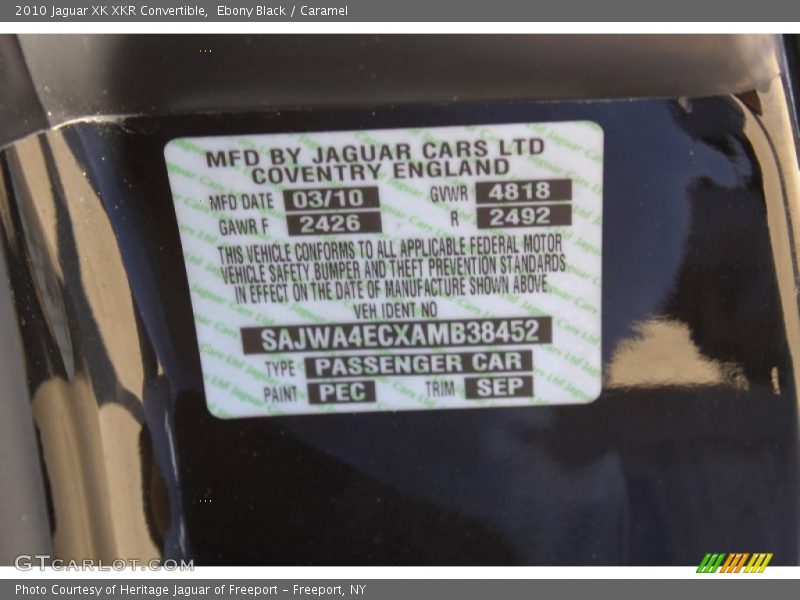 2010 Jaguar XK XKR Convertible, Ebony Black / Caramel
MFD BY JAGUAR CARS LTD
COVENTRY ENGLAND
MFD DATE 03/10 GVWR 4818
GAWR F 2426 R 2492
THIS VEHICLE CONFORMS TO ALL APPLICABLE FEDERAL MOTOR
VEHICLE SAFETY, BUMPER AND THEFT PREVENTION STANDARDS
IN EFFECT ON THE DATE OF MANUFACTURE SHOWN ABOVE
VEH IDENT NO
SAJWA4ECXAMB38452
TYPE PASSENGER CAR
PAINT PEC TRIM SEP
GTCARLOT.COM
Photo Courtesy of Heritage Jaguar of Freeport – Freeport, NY